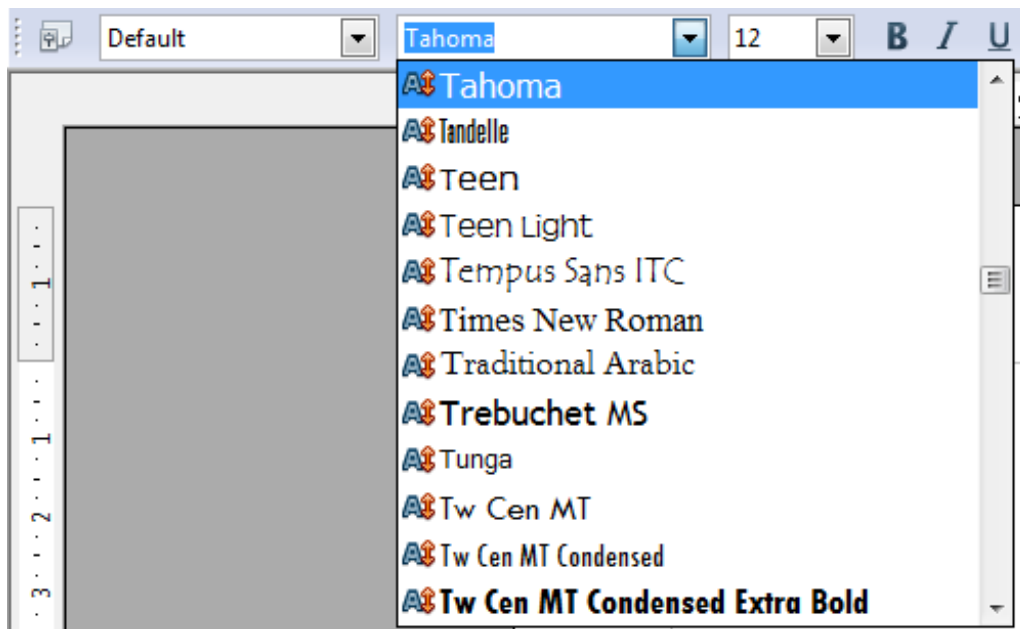 Default Tahoma 12 B I U
Tahoma
Tandelle
Teen
Teen Light
Tempus Sans ITC
Times New Roman
Traditional Arabic
Trebuchet MS
Tunga
Tw Cen MT
Tw Cen MT Condensed
Tw Cen MT Condensed Extra Bold
1
1
2
3